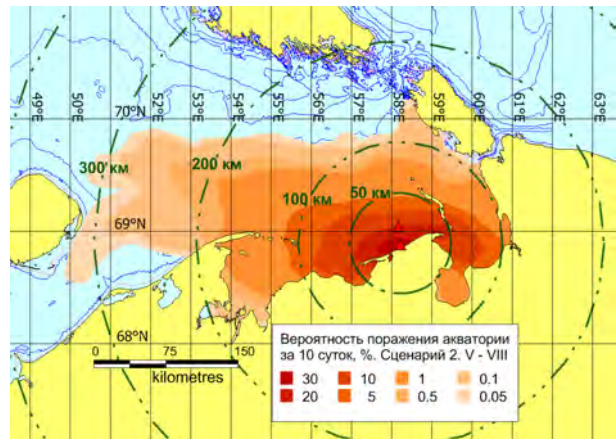 49°E 50°E 51°E 52°E 53°E 54°E 55°E 56°E 57°E 58°E 59°E 60°E 61°E 62°E 63°E
70°N
300 км
200 км
100 км
50 км
69°N
68°N
0 75 150
kilometres
Вероятность поражения акватории
за 10 суток, %. Сценарий 2. V - VIII
30 10 1 0.1
20 5 0.5 0.05